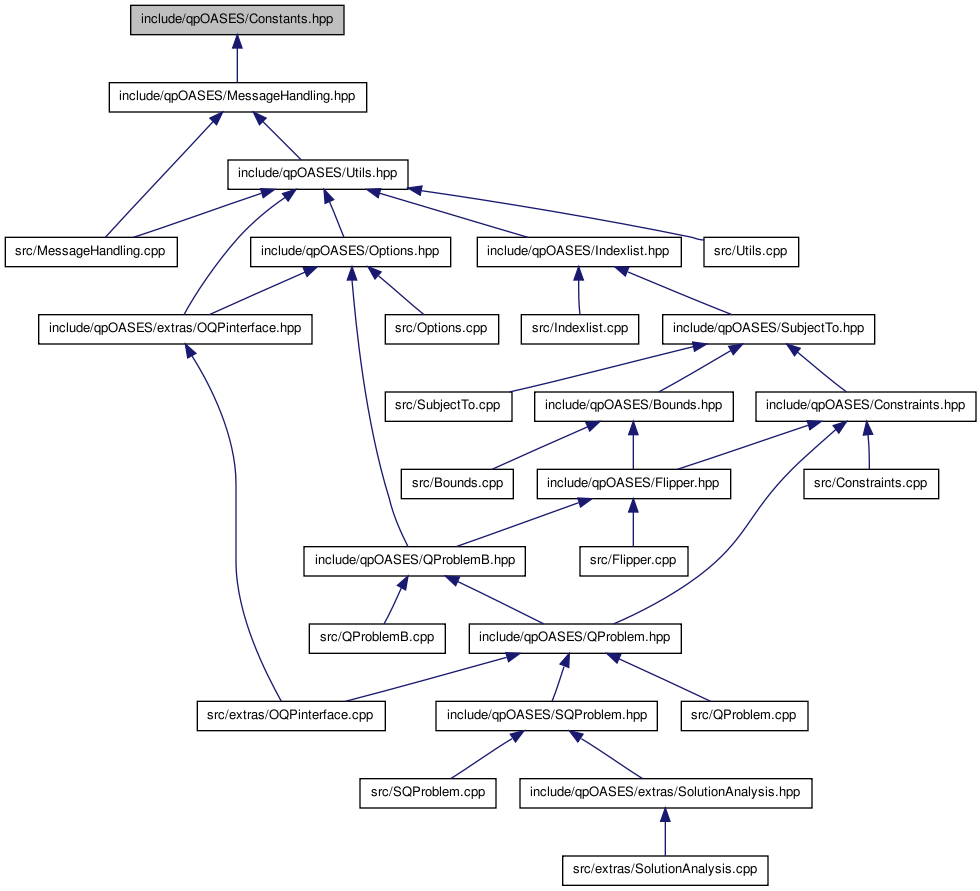 include/qpOASES/Constants.hpp
include/qpOASES/MessageHandling.hpp
include/qpOASES/Utils.hpp
src/MessageHandling.cpp
include/qpOASES/Options.hpp
include/qpOASES/Indexlist.hpp
src/Utils.cpp
include/qpOASES/extras/OQPinterface.hpp
src/Options.cpp
src/Indexlist.cpp
include/qpOASES/SubjectTo.hpp
src/SubjectTo.cpp
include/qpOASES/Bounds.hpp
include/qpOASES/Constraints.hpp
src/Bounds.cpp
include/qpOASES/Flipper.hpp
src/Constraints.cpp
include/qpOASES/QProblemB.hpp
src/Flipper.cpp
src/QProblemB.cpp
include/qpOASES/QProblem.hpp
src/extras/OQPinterface.cpp
include/qpOASES/SQProblem.hpp
src/QProblem.cpp
src/SQProblem.cpp
include/qpOASES/extras/SolutionAnalysis.hpp
src/extras/SolutionAnalysis.cpp